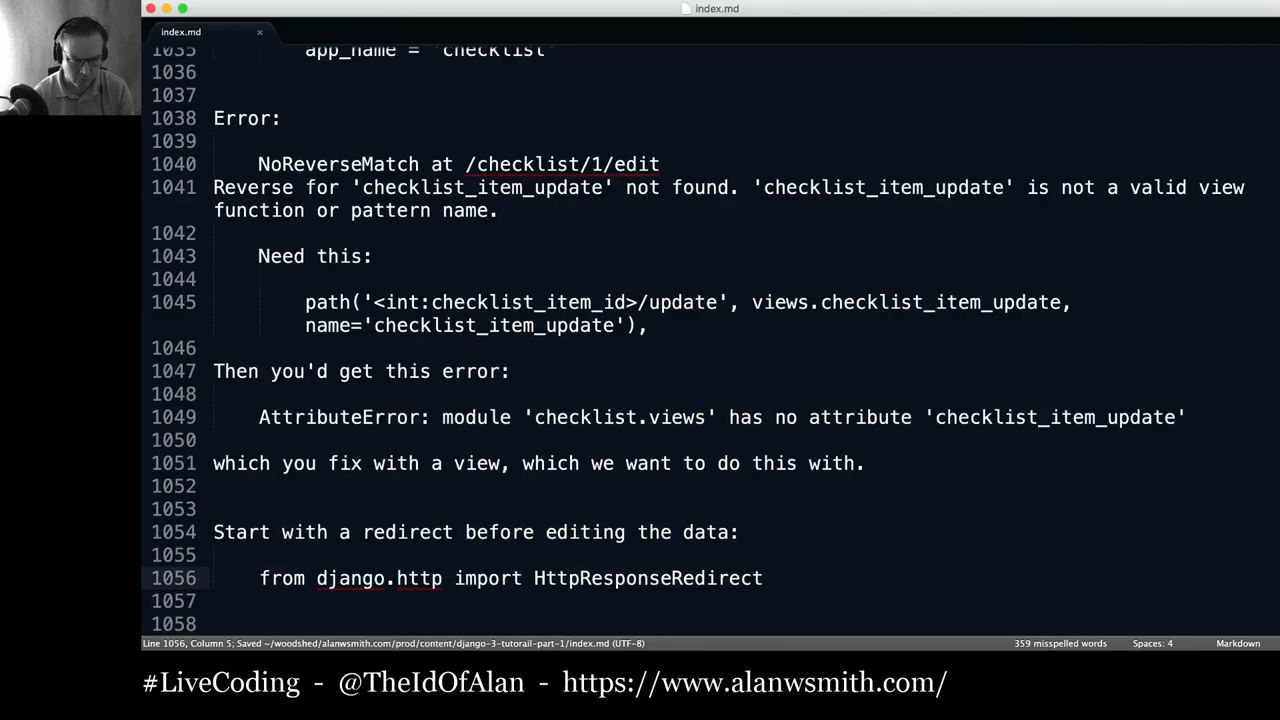 index.md
index.md ×
1035 app_name = 'checklist'
1036
1037
1038 Error:
1039
1040 NoReverseMatch at /checklist/1/edit
1041 Reverse for 'checklist_item_update' not found. 'checklist_item_update' is not a valid view
function or pattern name.
1042
1043 Need this:
1044
1045 path('<int:checklist_item_id>/update', views.checklist_item_update,
name='checklist_item_update'),
1046
1047 Then you'd get this error:
1048
1049 AttributeError: module 'checklist.views' has no attribute 'checklist_item_update'
1050
1051 which you fix with a view, which we want to do this with.
1052
1053
1054 Start with a redirect before editing the data:
1055
1056 from django.http import HttpResponseRedirect
1057
1058
Line 1056, Column 5; Saved ~/woodshed/alanwsmith.com/prod/content/django-3-tutorail-part-1/index.md (UTF-8) 359 misspelled words Spaces: 4 Markdown
#LiveCoding - @TheIdOfAlan - https://www.alanwsmith.com/